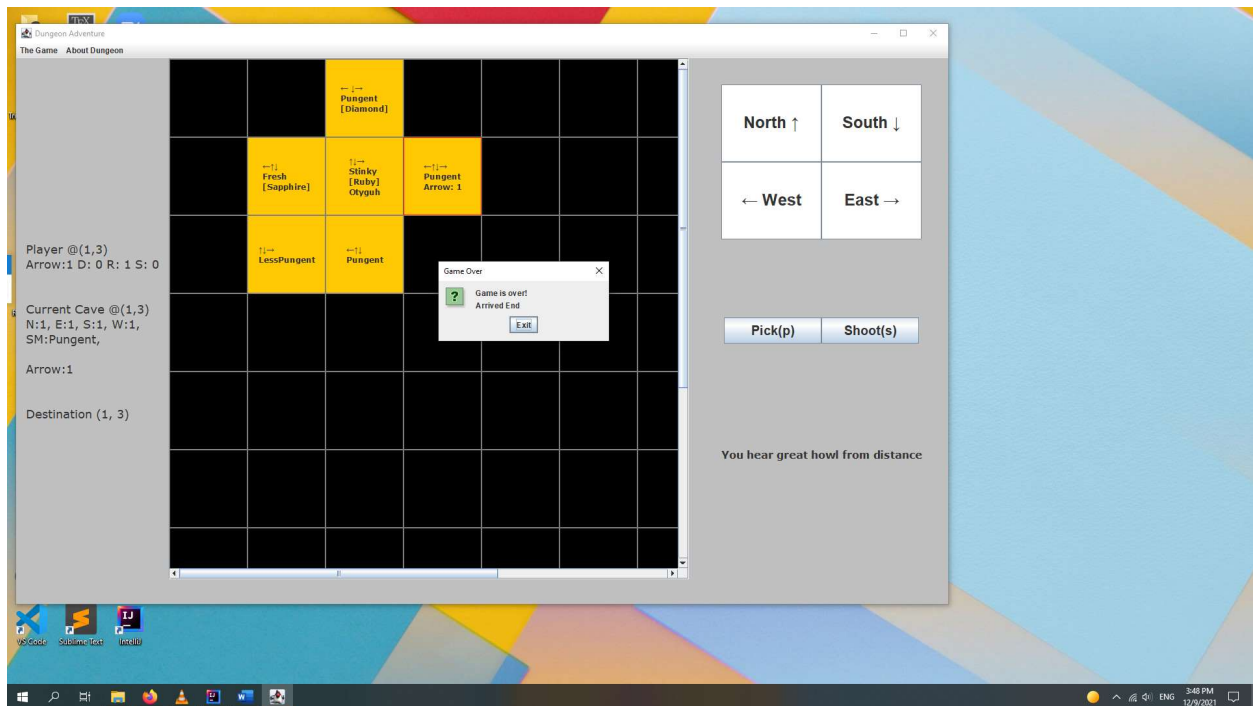 TeX
Dungeon Adventure
The Game About Dungeon
← ↓→
Pungent
[Diamond]
←↑↓
Fresh
[Sapphire]
↑↓→
Stinky
[Ruby]
Otyguh
←↑↓→
Pungent
Arrow: 1
↑↓→
LessPungent
←↑↓
Pungent
Player @(1,3)
Arrow:1 D: 0 R: 1 S: 0
Current Cave @(1,3)
N:1, E:1, S:1, W:1,
SM:Pungent,
Arrow:1
Destination (1, 3)
Game Over
?
Game is over!
Arrived End
Exit
North ↑
South ↓
← West
East →
Pick(p)
Shoot(s)
You hear great howl from distance
IJ
VS Code
Sublime Text
IntelliJ
IJ
W
ENG
3:48 PM
12/9/2021